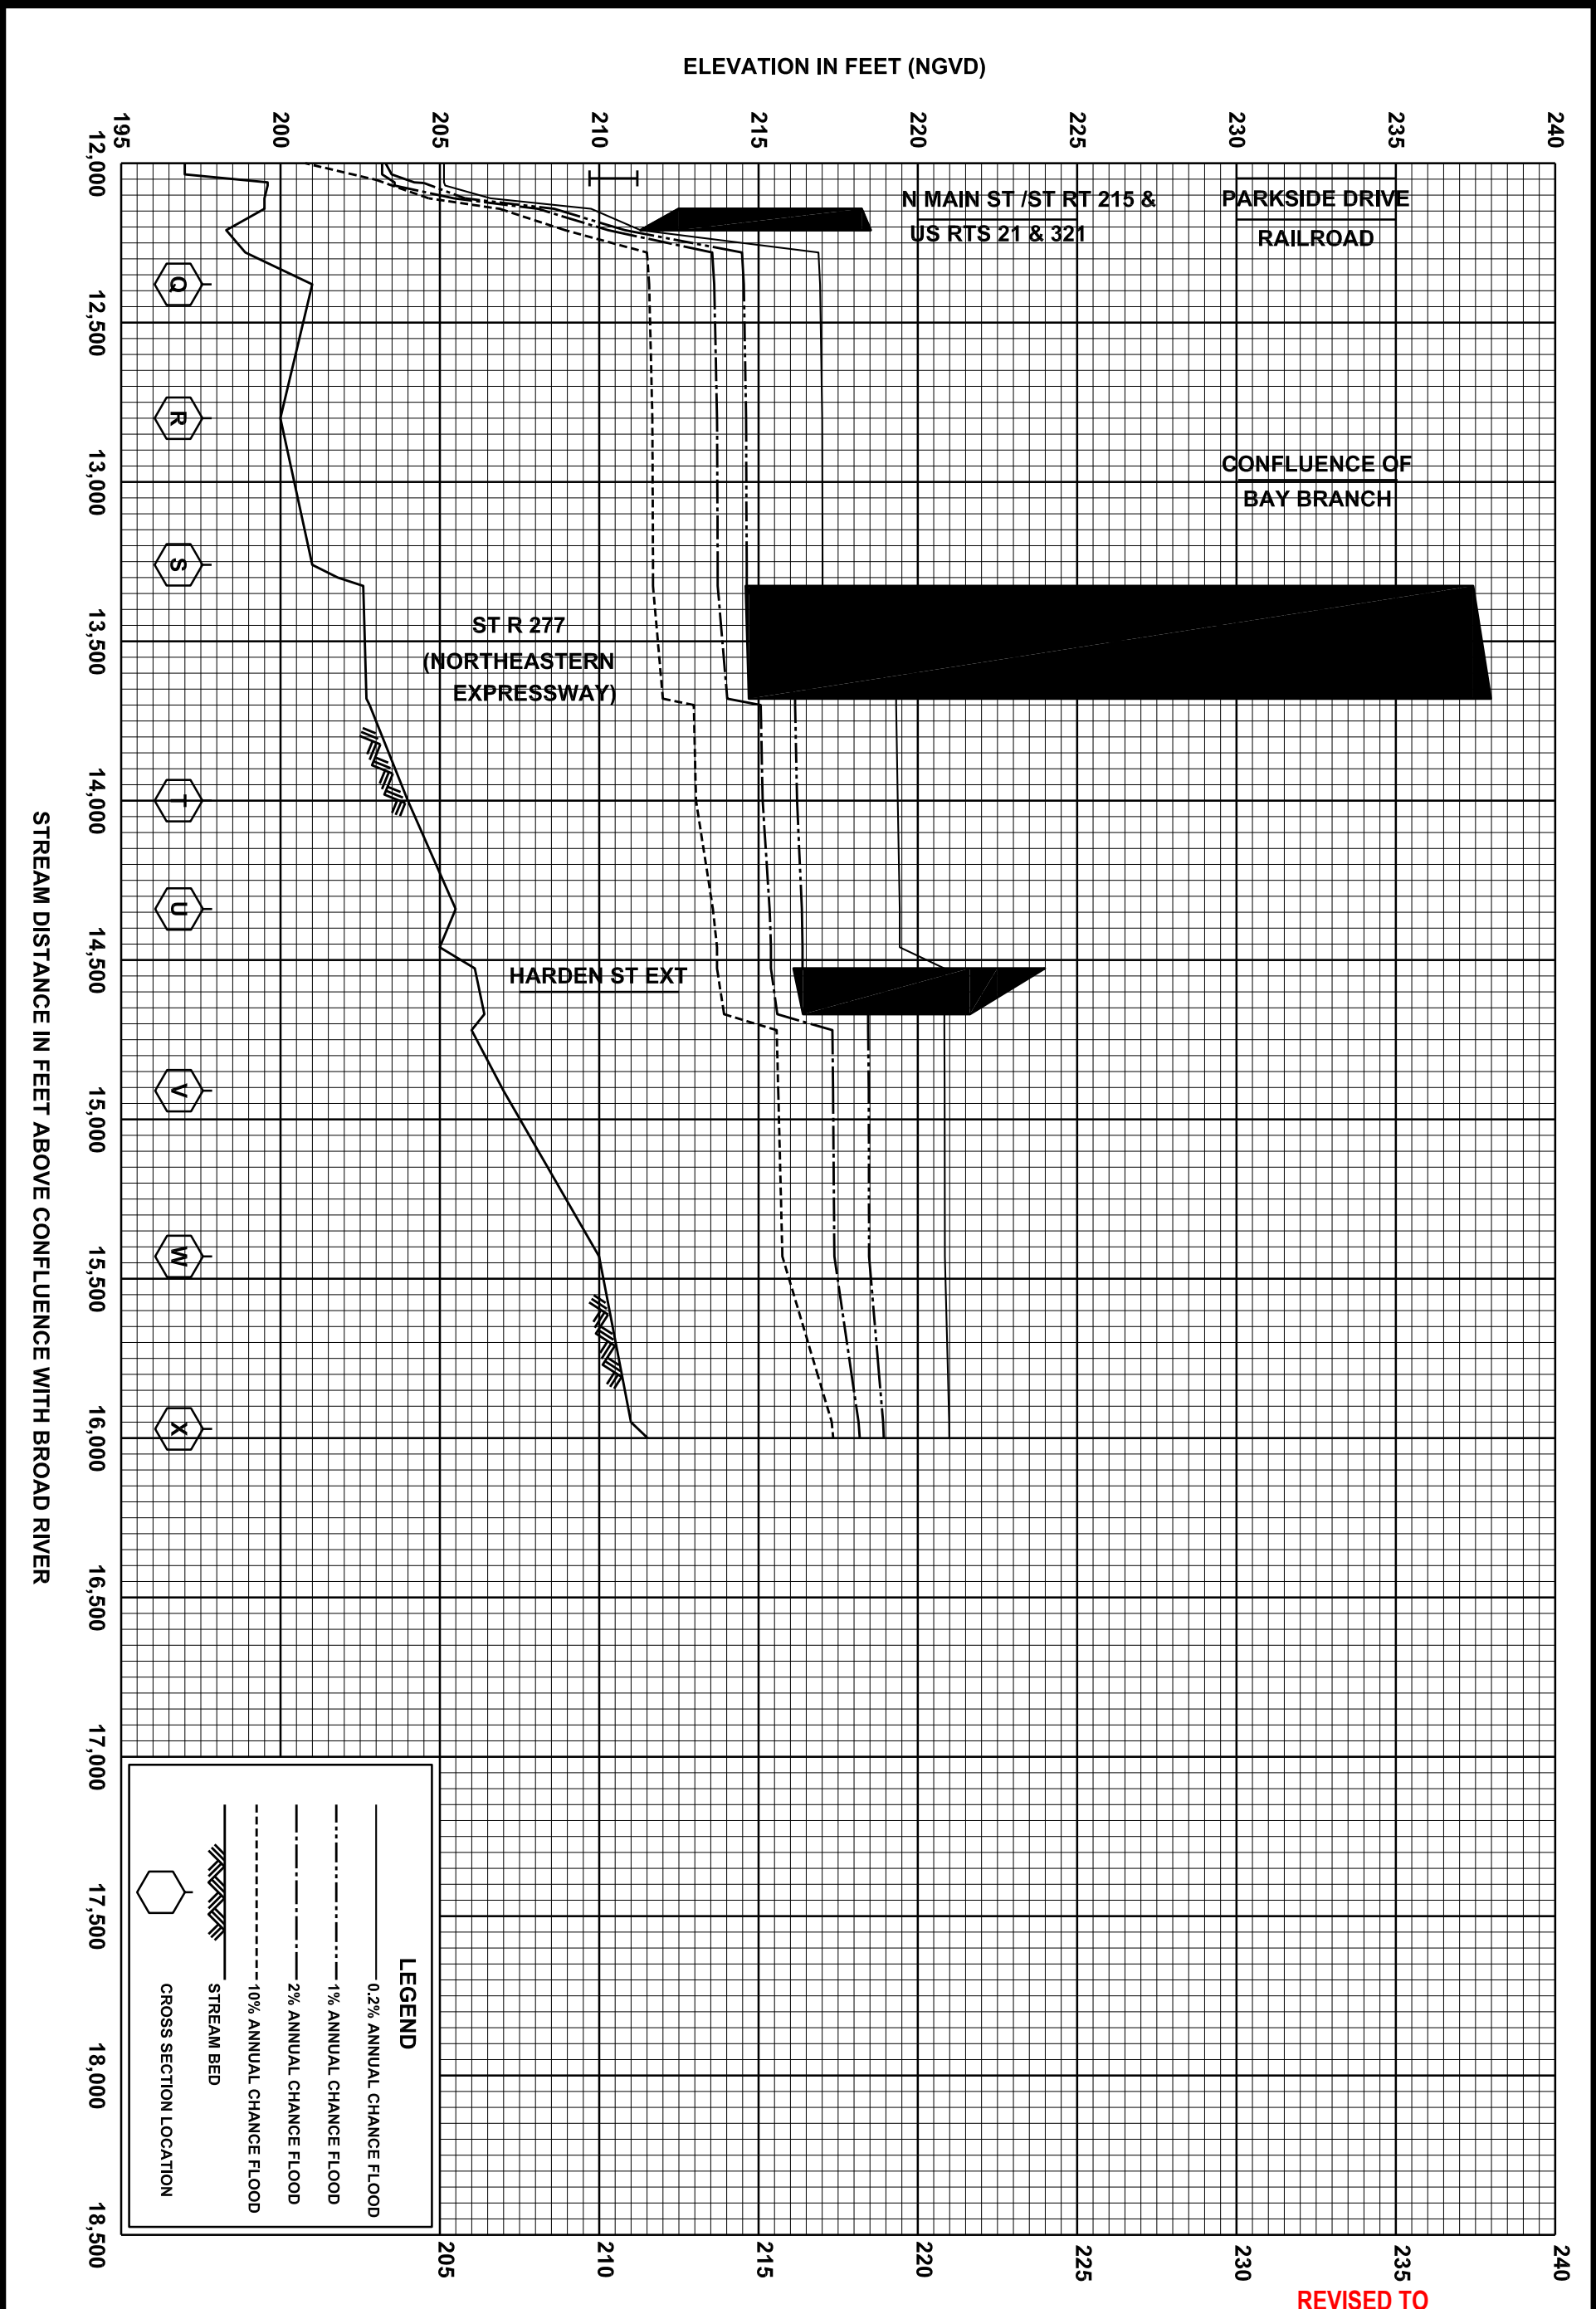 ELEVATION IN FEET (NGVD)
240
235
230
225
220
215
210
205
200
195
PARKSIDE DRIVE
RAILROAD
N MAIN ST /ST RT 215 &
US RTS 21 & 321
CONFLUENCE OF
BAY BRANCH
ST R 277
(NORTHEASTERN
EXPRESSWAY)
HARDEN ST EXT
Q
R
S
T
U
V
W
X
12,000
12,500
13,000
13,500
14,000
14,500
15,000
15,500
16,000
16,500
17,000
17,500
18,000
18,500
STREAM DISTANCE IN FEET ABOVE CONFLUENCE WITH BROAD RIVER
LEGEND
0.2% ANNUAL CHANCE FLOOD
1% ANNUAL CHANCE FLOOD
2% ANNUAL CHANCE FLOOD
10% ANNUAL CHANCE FLOOD
STREAM BED
CROSS SECTION LOCATION
240
235
230
225
220
215
210
205
REVISED TO